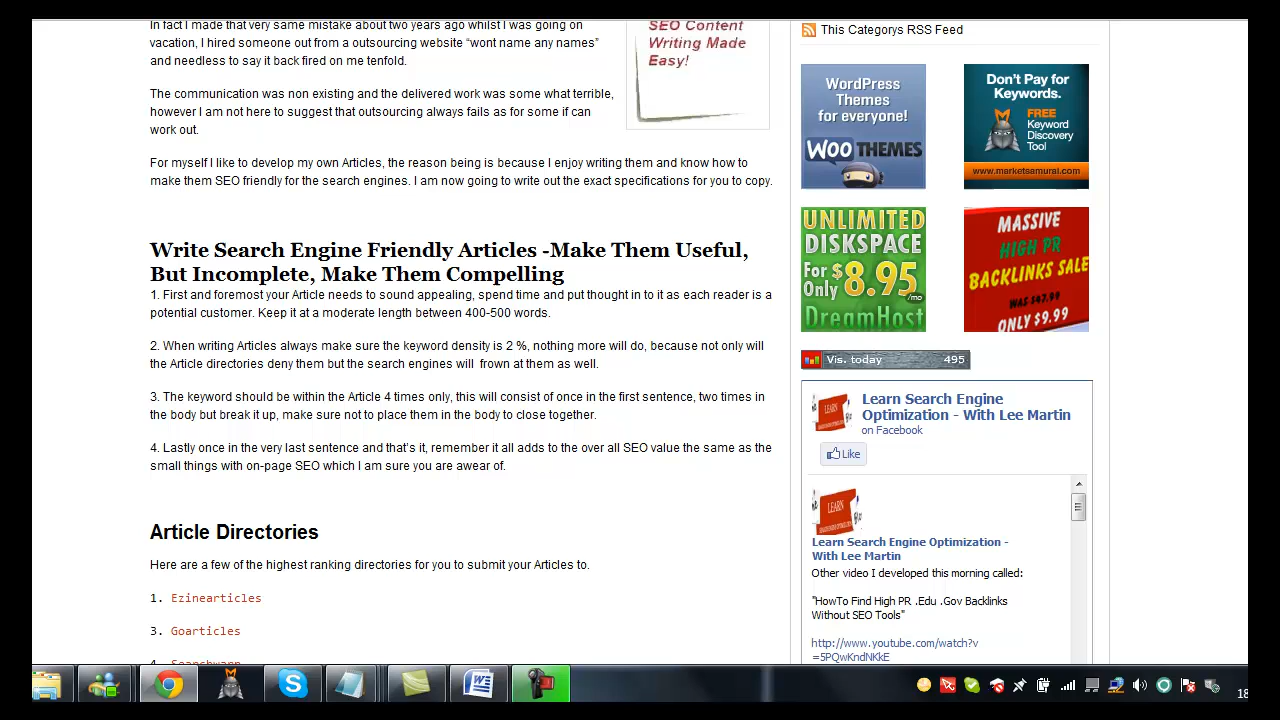 In fact I made that very same mistake about two years ago whilst I was going on
vacation, I hired someone out from a outsourcing website “wont name any names”
and needless to say it back fired on me tenfold.
The communication was non existing and the delivered work was some what terrible,
however I am not here to suggest that outsourcing always fails as for some if can
work out.
For myself I like to develop my own Articles, the reason being is because I enjoy writing them and know how to
make them SEO friendly for the search engines. I am now going to write out the exact specifications for you to copy.
Write Search Engine Friendly Articles -Make Them Useful,
But Incomplete, Make Them Compelling
1. First and foremost your Article needs to sound appealing, spend time and put thought in to it as each reader is a
potential customer. Keep it at a moderate length between 400-500 words.
2. When writing Articles always make sure the keyword density is 2 %, nothing more will do, because not only will
the Article directories deny them but the search engines will frown at them as well.
3. The keyword should be within the Article 4 times only, this will consist of once in the first sentence, two times in
the body but break it up, make sure not to place them in the body to close together.
4. Lastly once in the very last sentence and that’s it, remember it all adds to the over all SEO value the same as the
small things with on-page SEO which I am sure you are awear of.
Article Directories
Here are a few of the highest ranking directories for you to submit your Articles to.
1. Ezinearticles
3. Goarticles
4. Searchwarp
SEO Content
Writing Made
Easy!
This Categorys RSS Feed
WordPress
Themes
for everyone!
WOO THEMES
Don't Pay for
Keywords.
FREE
Keyword
Discovery
Tool
www.marketsamurai.com
UNLIMITED
DISKSPACE
For
Only $8.95
/mo
DreamHost
MASSIVE
HIGH PR
BACKLINKS SALE
WAS $47.99
ONLY $9.99
Vis. today 495
LEARN
Learn Search Engine
Optimization - With Lee Martin
on Facebook
Like
LEARN
Learn Search Engine Optimization -
With Lee Martin
Other video I developed this morning called:
"HowTo Find High PR .Edu .Gov Backlinks
Without SEO Tools"
http://www.youtube.com/watch?v
=5PQwKndNKkE
18